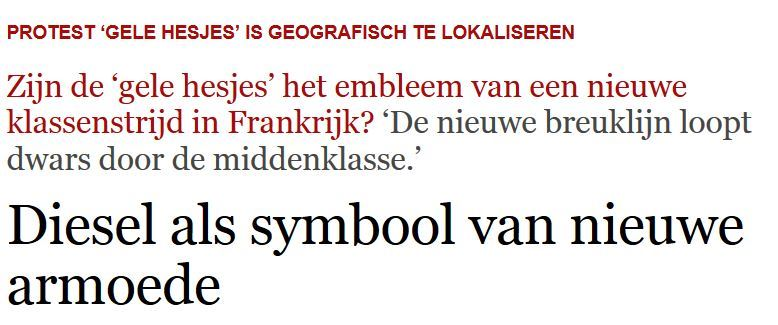 PROTEST ‘GELE HESJES’ IS GEOGRAFISCH TE LOKALISEREN
Zijn de ‘gele hesjes’ het embleem van een nieuwe
klassenstrijd in Frankrijk? ‘De nieuwe breuklijn loopt
dwars door de middenklasse.’
Diesel als symbool van nieuwe
armoede